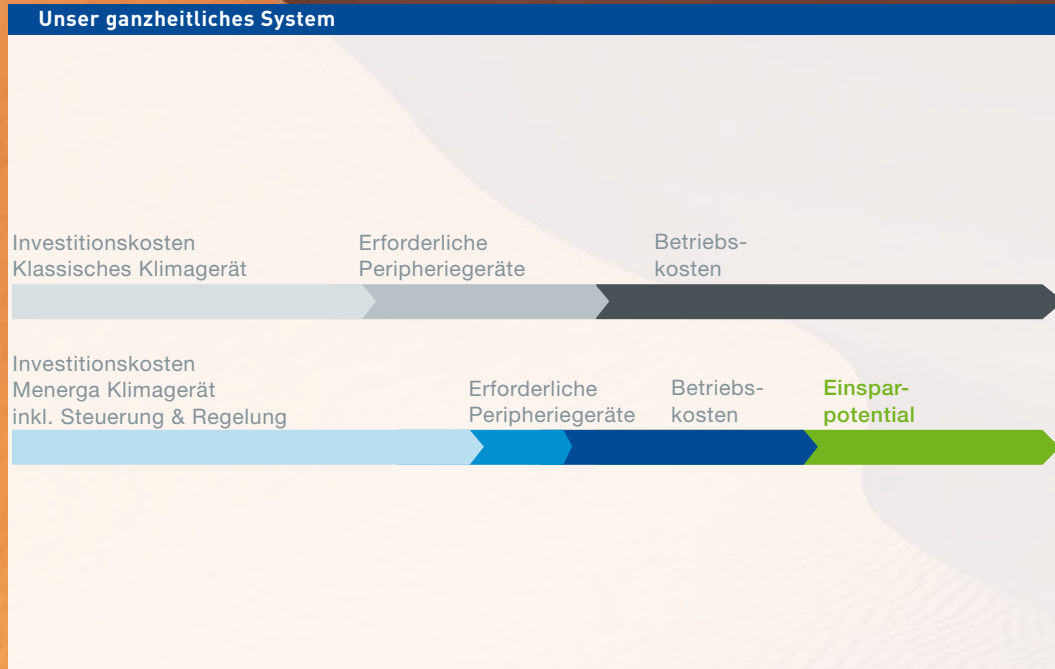 Unser ganzheitliches System
Investitionskosten
Klassisches Klimagerät
Erforderliche
Peripheriegeräte
Betriebs-
kosten
Investitionskosten
Menerga Klimagerät
inkl. Steuerung & Regelung
Erforderliche
Peripheriegeräte
Betriebs-
kosten
Einspar-
potential